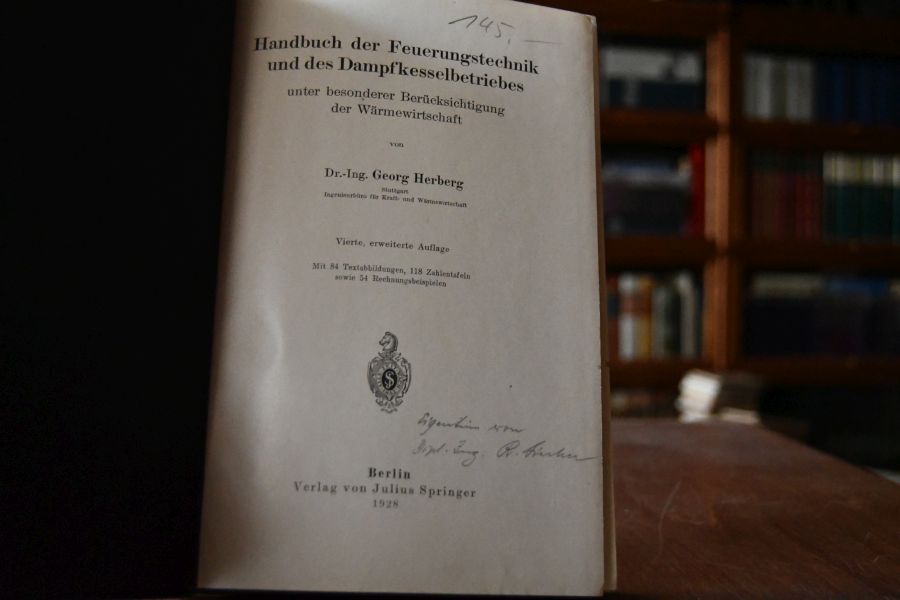 145,—
Handbuch der Feuerungstechnik
und des Dampfkesselbetriebes
unter besonderer Berücksichtigung
der Wärmewirtschaft
von
Dr.-Ing. Georg Herberg
Stuttgart
Ingenieurbüro für Kraft- und Wärmewirtschaft
Vierte, erweiterte Auflage
Mit 84 Textabbildungen, 118 Zahlentafeln
sowie 54 Rechnungsbeispielen
Eigentum von
Dipl.-Ing. R.
Berlin
Verlag von Julius Springer
1928